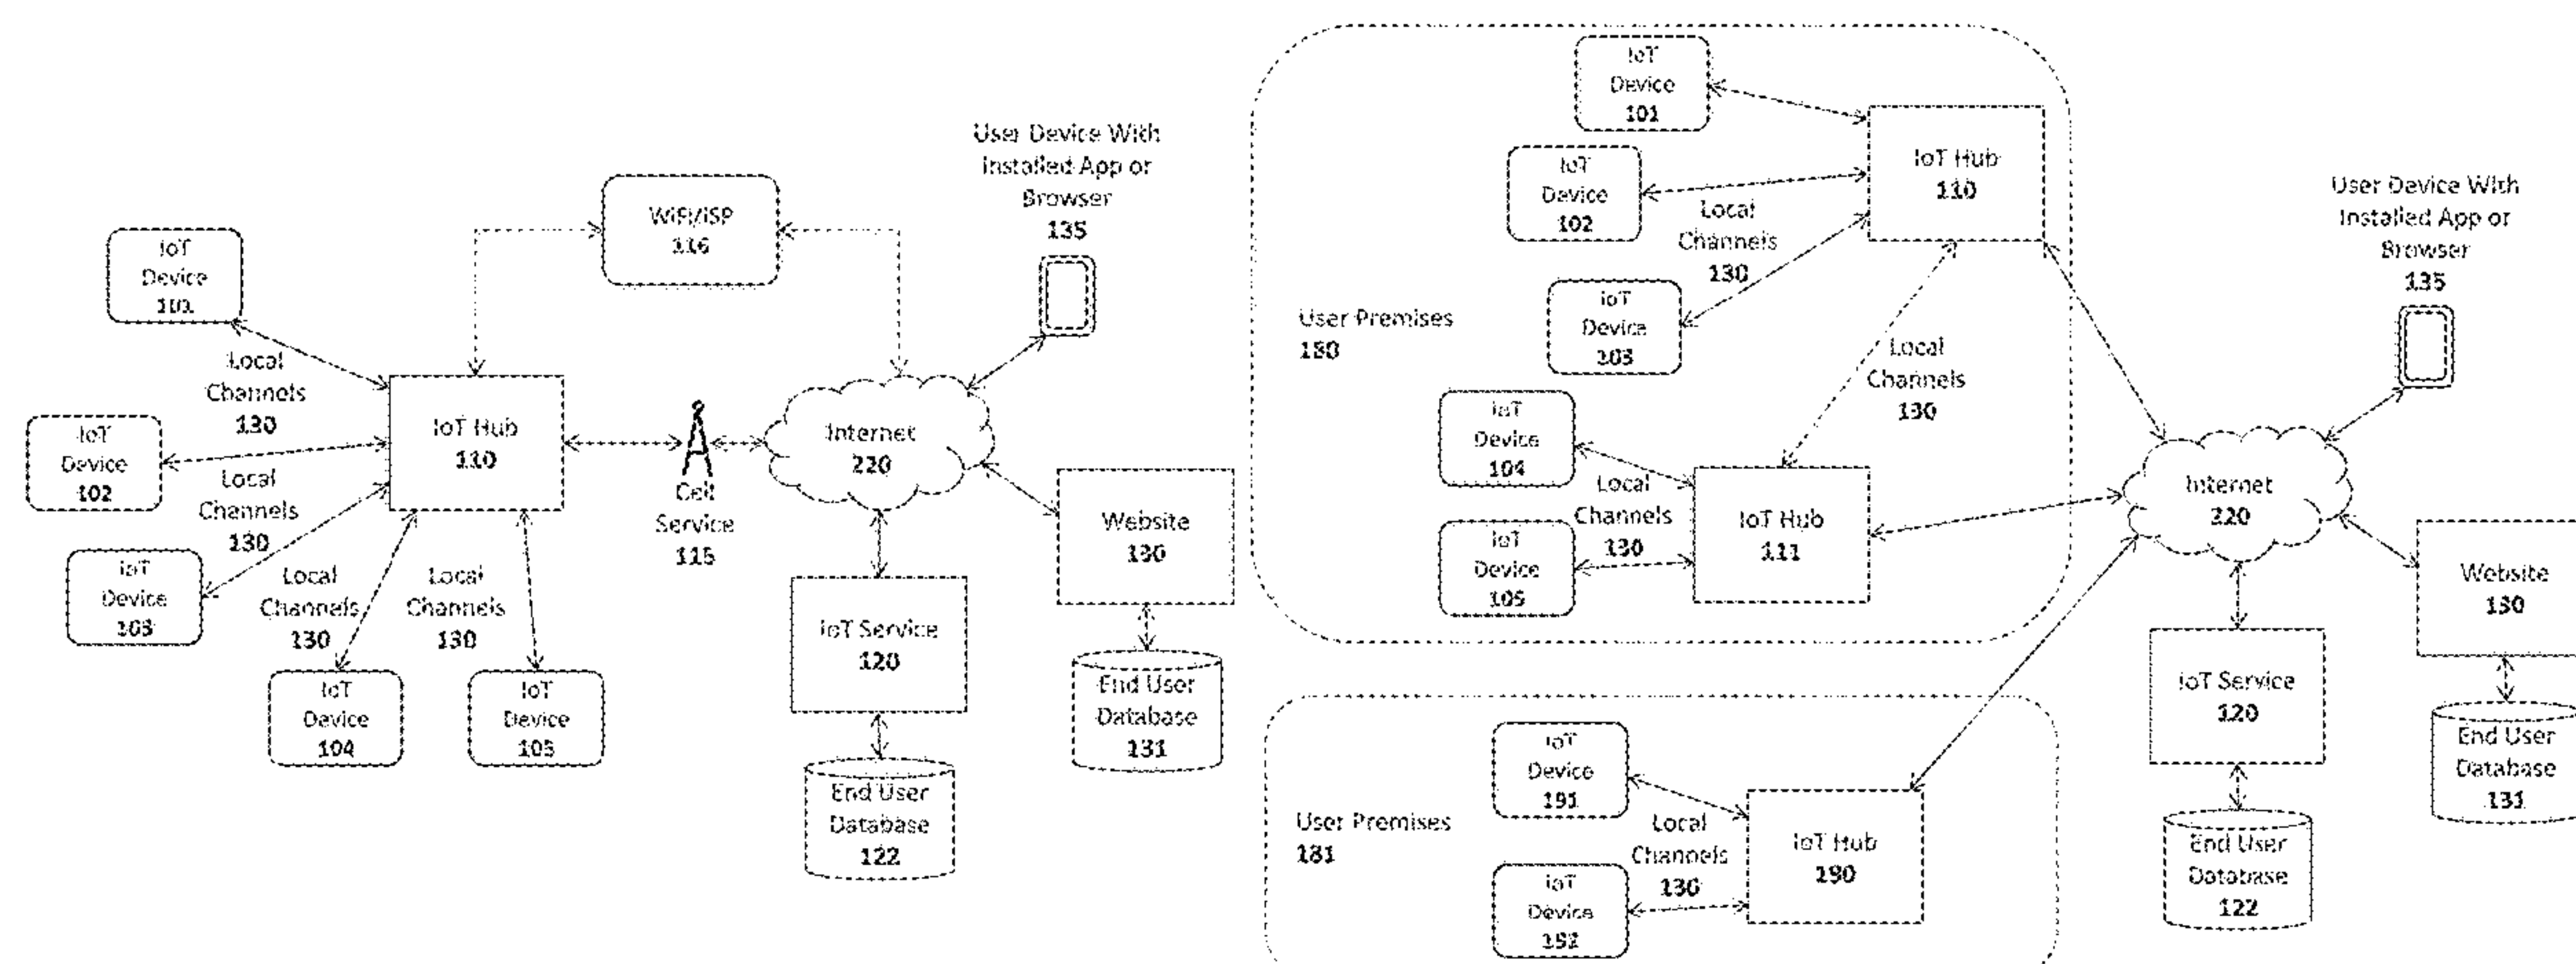 IoT
Device
101
Local
Channels
130
IoT
Device
102
Local
Channels
130
IoT
Device
103
Local
Channels
130
IoT
Device
104
Local
Channels
130
IoT
Device
105
IoT Hub
110
WiFi/ISP
116
Cell
Service
115
Internet
220
User Device With
Installed App or
Browser
135
Website
130
End User
Database
131
IoT Service
120
End User
Database
122
User Premises
180
IoT
Device
101
IoT
Device
102
IoT
Device
103
Local
Channels
130
IoT Hub
110
Local
Channels
130
IoT
Device
104
IoT
Device
105
Local
Channels
130
IoT Hub
111
User Premises
181
IoT
Device
191
IoT
Device
192
Local
Channels
130
IoT Hub
190
Internet
220
User Device With
Installed App or
Browser
135
Website
130
End User
Database
131
IoT Service
120
End User
Database
122